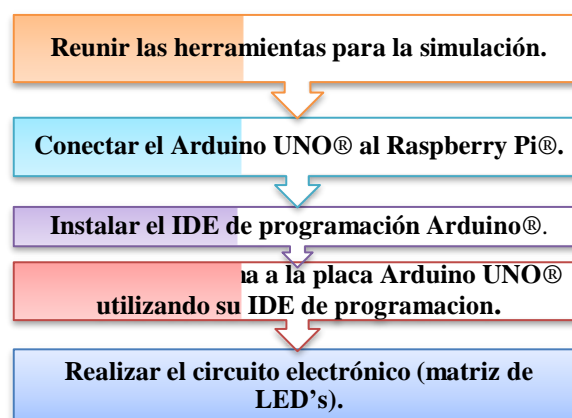 Reunir las herramientas para la simulación.
Conectar el Arduino UNO® al Raspberry Pi®.
Instalar el IDE de programación Arduino®.
a la placa Arduino UNO®
utilizando su IDE de programacion.
Realizar el circuito electrónico (matriz de
LED’s).